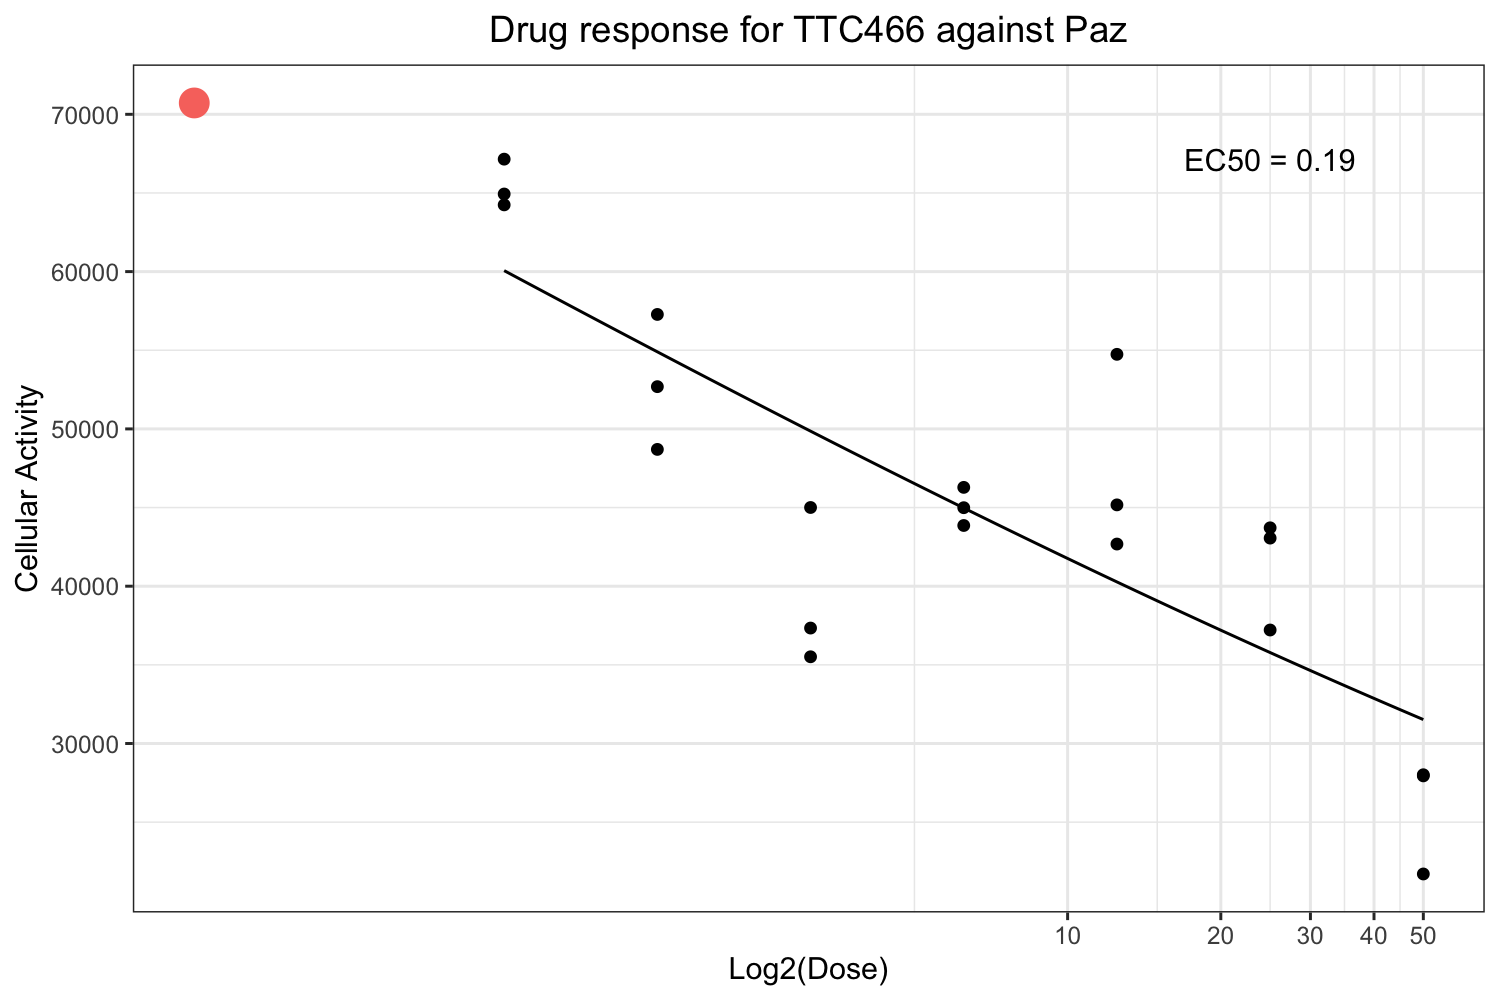 Drug response for TTC466 against Paz
EC50 = 0.19
Cellular Activity
70000
60000
50000
40000
30000
10 20 30 40 50
Log2(Dose)